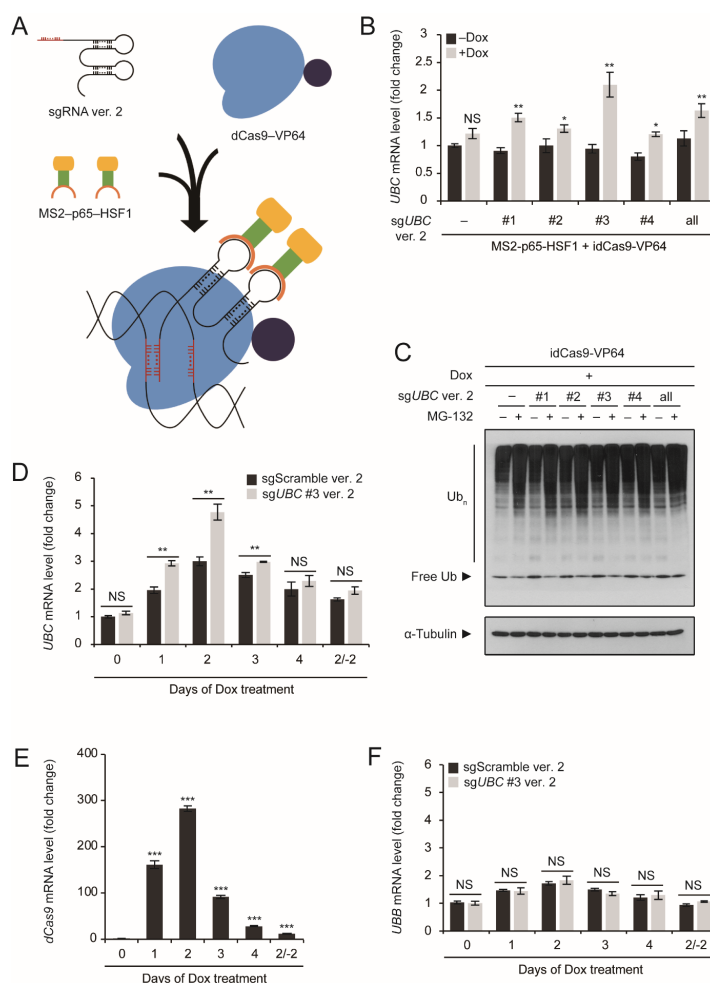 A
sgRNA ver. 2
dCas9–VP64
MS2–p65–HSF1
B
–Dox
+Dox
UBC mRNA level (fold change)
3
2.5
2
1.5
1
0.5
0
NS
**
*
**
*
**
sgUBC – #1 #2 #3 #4 all
ver. 2
MS2-p65-HSF1 + idCas9-VP64
C
idCas9-VP64
Dox +
sgUBC ver. 2 – #1 #2 #3 #4 all
MG-132 – + – + – + – + – + – +
Ubn
Free Ub
α-Tubulin
D
sgScramble ver. 2
sgUBC #3 ver. 2
UBC mRNA level (fold change)
6
5
4
3
2
1
0
NS
**
**
**
NS
NS
0 1 2 3 4 2/-2
Days of Dox treatment
E
dCas9 mRNA level (fold change)
400
300
200
100
0
***
***
***
***
***
0 1 2 3 4 2/-2
Days of Dox treatment
F
sgScramble ver. 2
sgUBC #3 ver. 2
UBB mRNA level (fold change)
6
5
4
3
2
1
0
NS
NS
NS
NS
NS
NS
0 1 2 3 4 2/-2
Days of Dox treatment